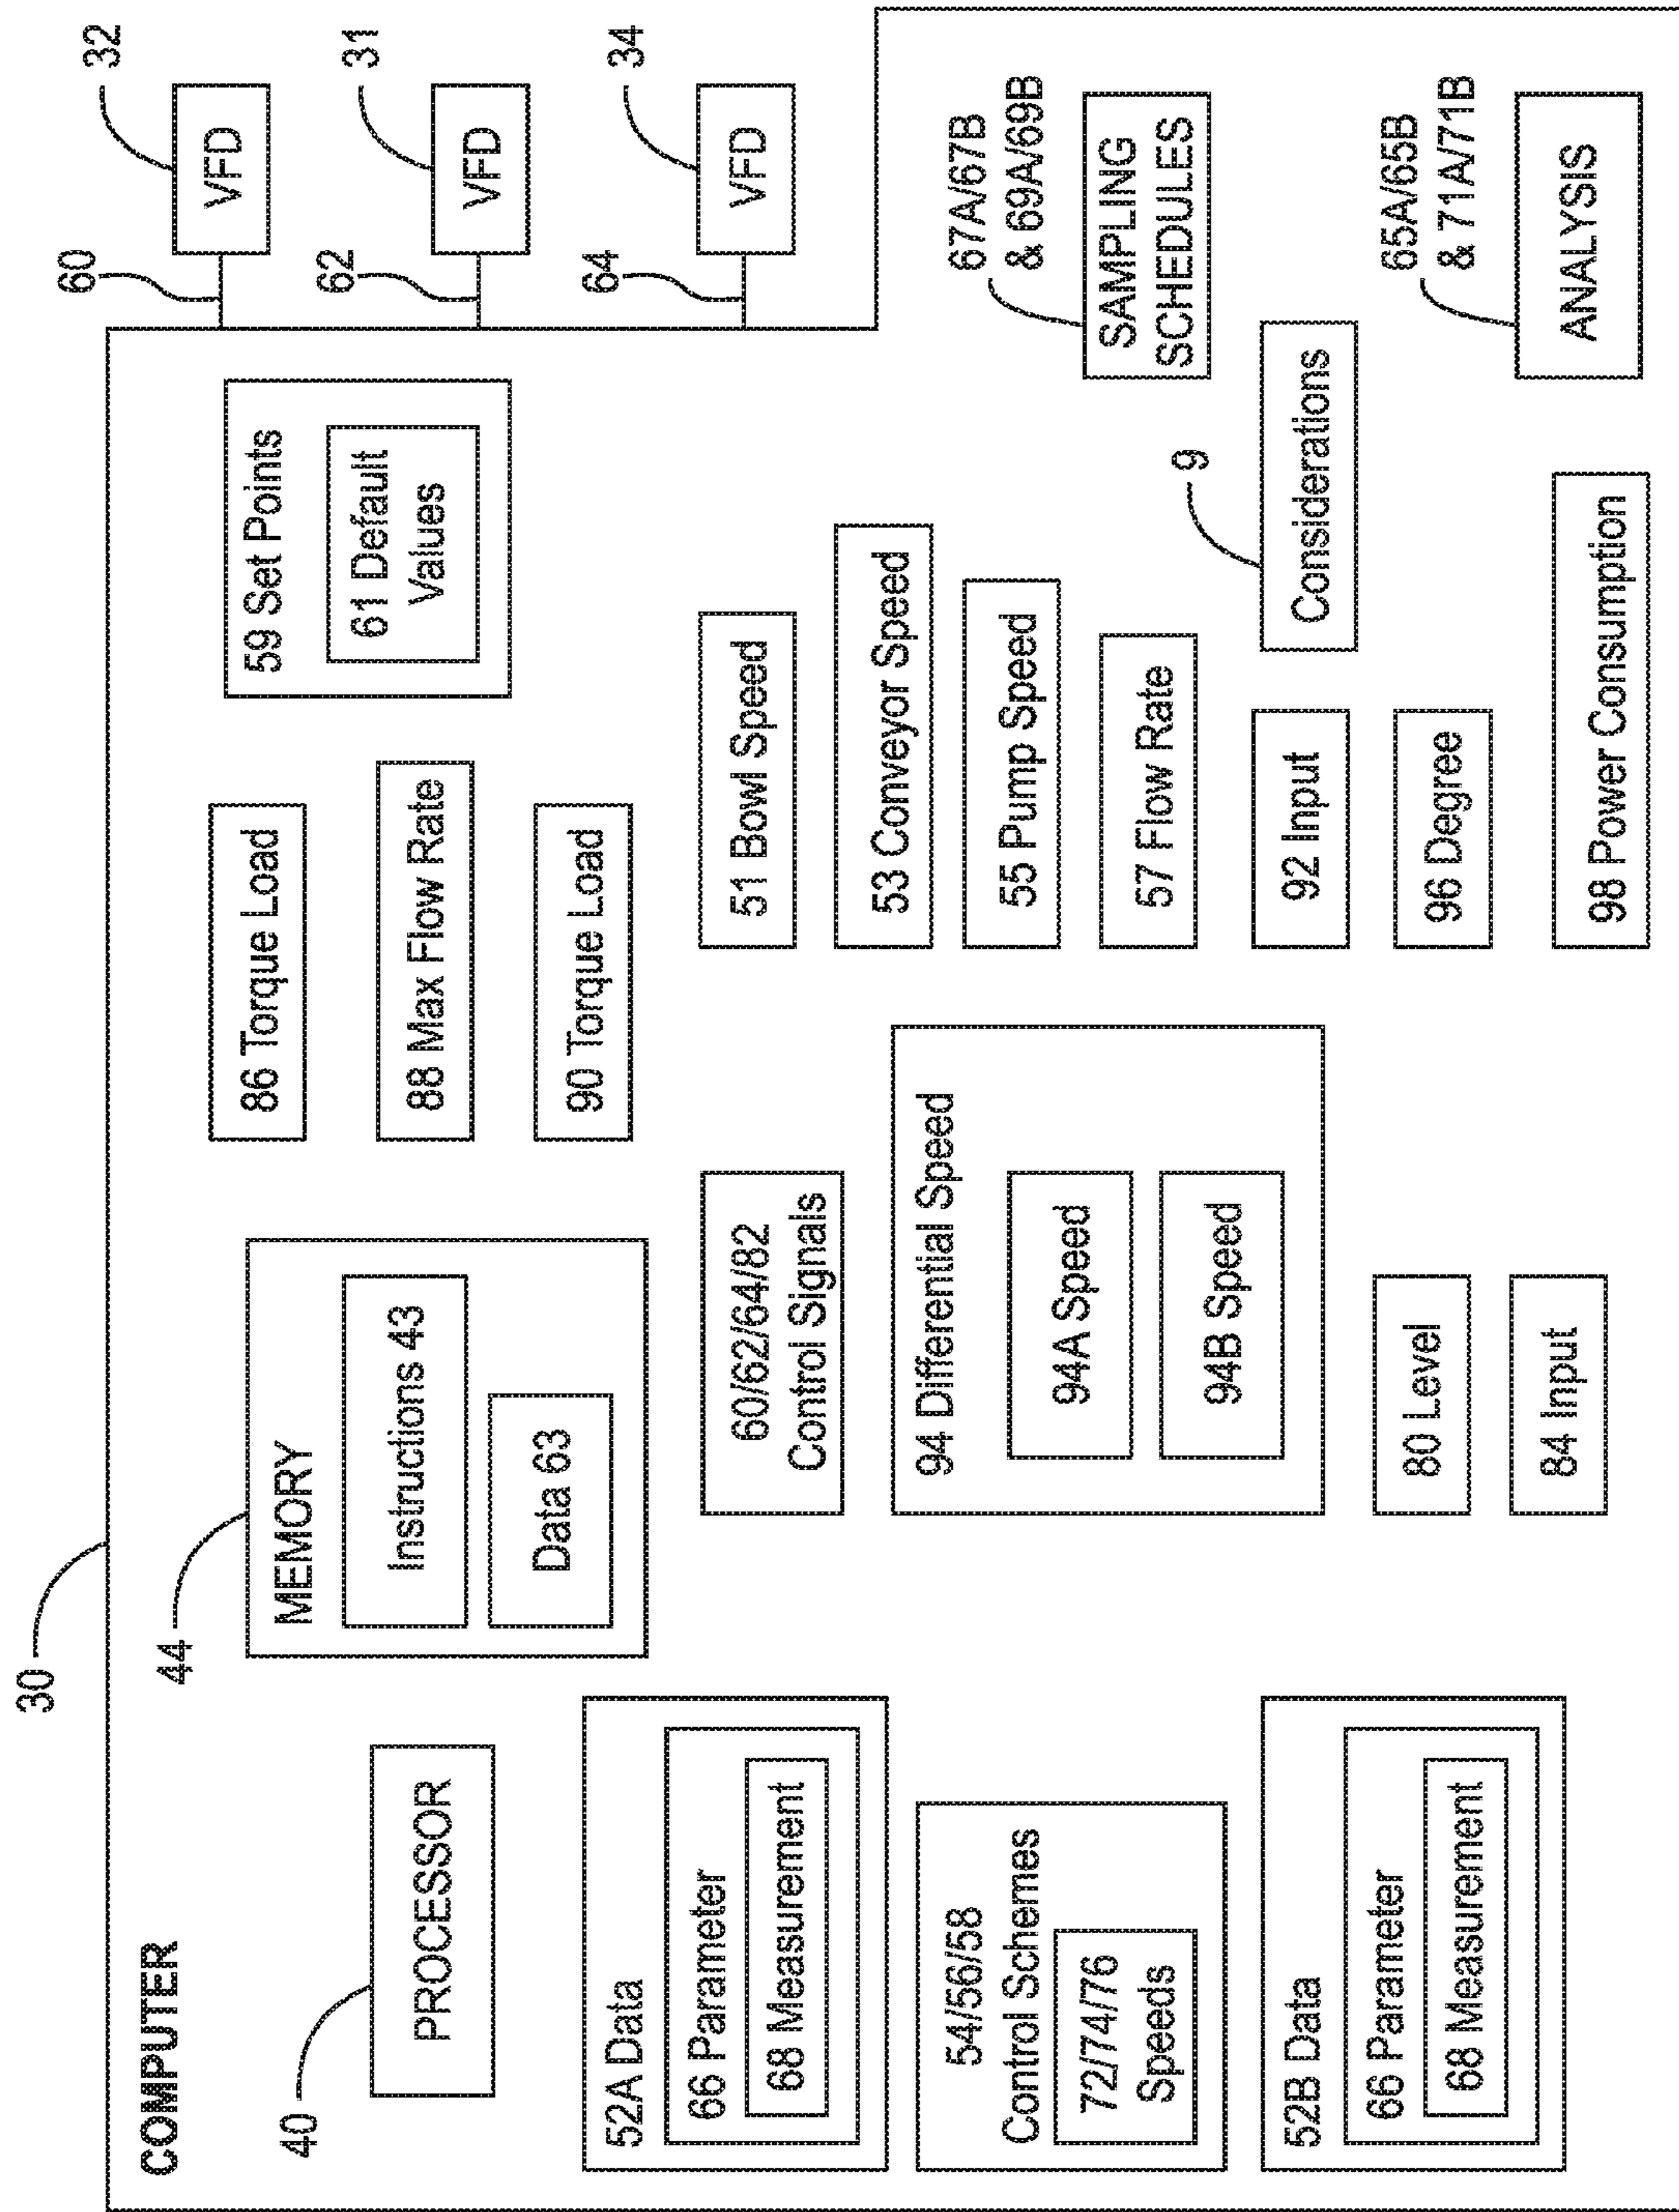 30
COMPUTER
40
PROCESSOR
44
MEMORY
Instructions 43
Data 63
86 Torque Load
88 Max Flow Rate
90 Torque Load
59 Set Points
61 Default
Values
60
VFD
32
62
VFD
31
64
VFD
34
52A Data
66 Parameter
68 Measurement
54/56/58
Control Schemes
72/74/76
Speeds
52B Data
66 Parameter
68 Measurement
60/62/64/82
Control Signals
94 Differential Speed
94A Speed
94B Speed
80 Level
84 Input
51 Bowl Speed
53 Conveyor Speed
55 Pump Speed
57 Flow Rate
92 Input
96 Degree
98 Power Consumption
9
Considerations
67A/67B
& 69A/69B
SAMPLING
SCHEDULES
65A/65B
& 71A/71B
ANALYSIS